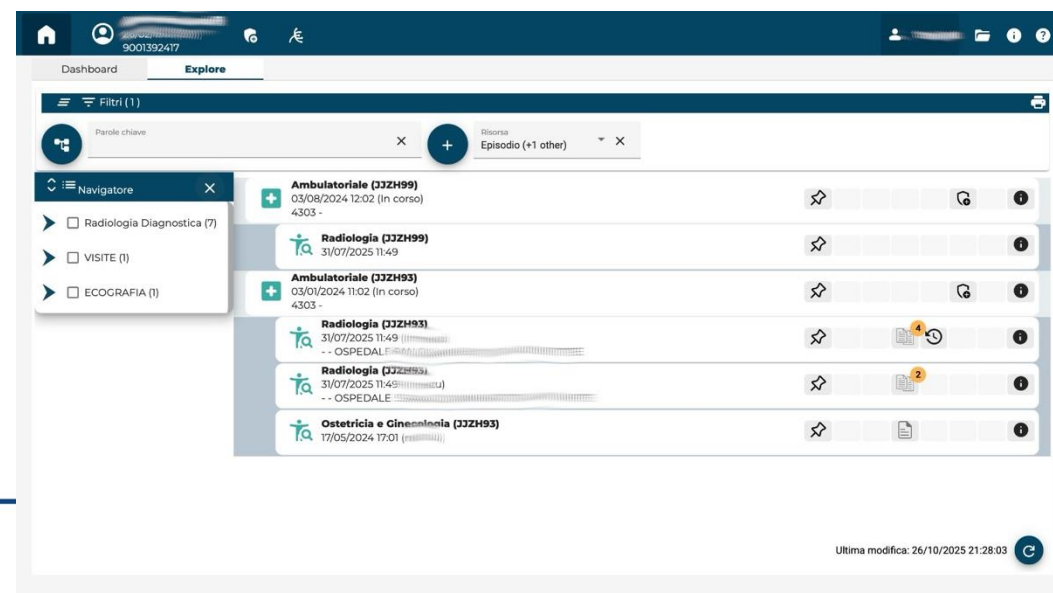 9001392417
Dashboard
Explore
Filtri (1)
Parole chiave
Risorsa
Episodio (+1 other)
Navigatore
Radiologia Diagnostica (7)
VISITE (1)
ECOGRAFIA (1)
Ambulatoriale (JJZH99)
03/08/2024 12:02 (In corso)
4303 -
Radiologia (JJZH99)
31/07/2025 11:49
Ambulatoriale (JJZH93)
03/01/2024 11:02 (In corso)
4303 -
Radiologia (JJZH93)
31/07/2025 11:49
- - OSPEDALE
4
Radiologia (JJZH93)
31/07/2025 11:49
- - OSPEDALE
2
Ostetricia e Ginecologia (JJZH93)
17/05/2024 17:01
Ultima modifica: 26/10/2025 21:28:03